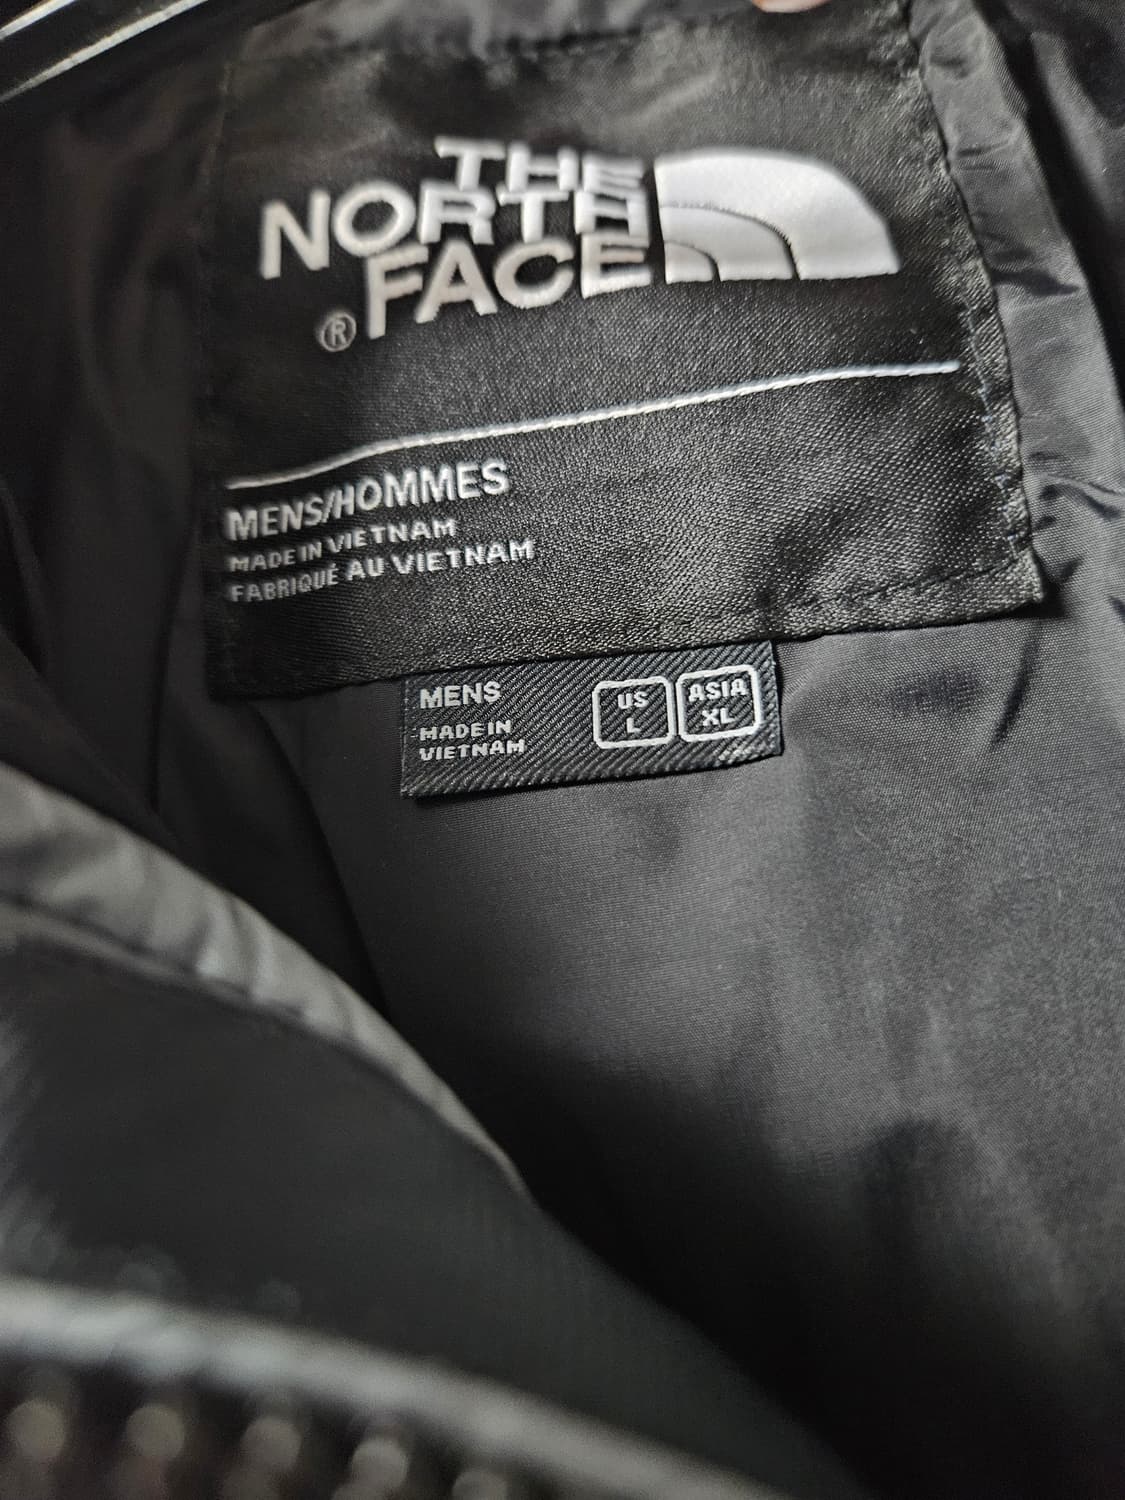 THE
NORTH
FACE
®
MENS/HOMMES
MADE IN VIETNAM
FABRIQUÉ AU VIETNAM
MENS
MADE IN
VIETNAM
US
L
ASIA
XL